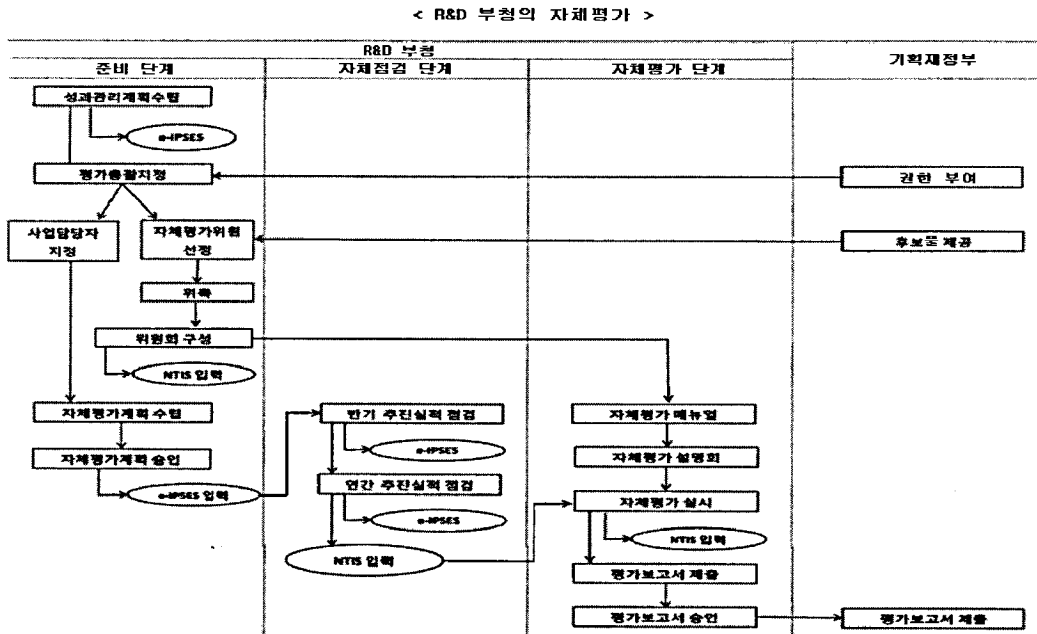 < R&D 부청의 자체평가 >
R&D 부청
기획재정부
준비 단계
자체점검 단계
자체평가 단계
성과관리계획수립
e-IPSES
평가총괄지정
권한 부여
사업담당자
지정
자체평가위원
선정
후보군 제공
위촉
위원회 구성
NTIS 입력
자체평가계획 수립
반기 추진실적 점검
자체평가 매뉴얼
e-IPSES
자체평가계획 승인
자체평가 설명회
e-IPSES 입력
연간 추진실적 점검
자체평가 실시
e-IPSES
NTIS 입력
NTIS 입력
평가보고서 제출
평가보고서 승인
평가보고서 제출